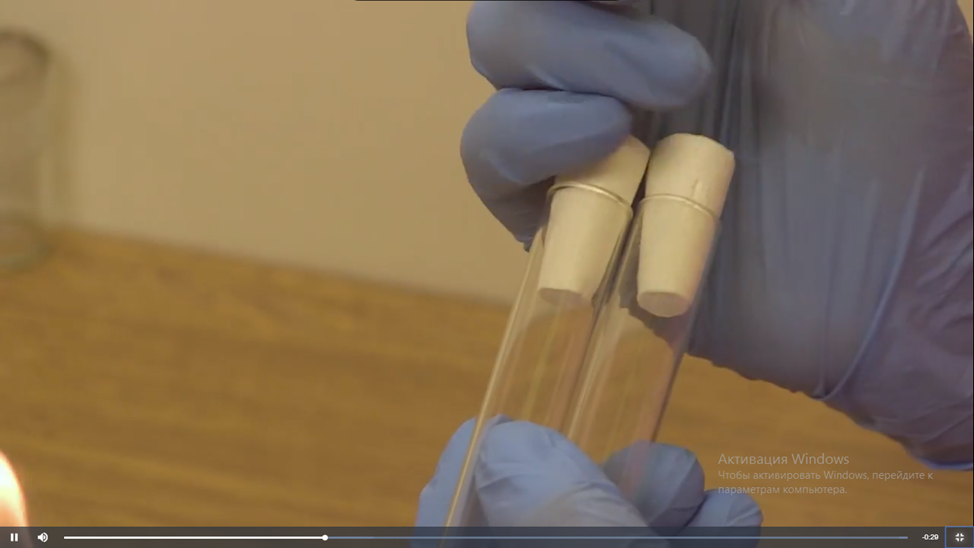 Активация Windows
Чтобы активировать Windows, перейдите к
параметрам компьютера.
-0:29